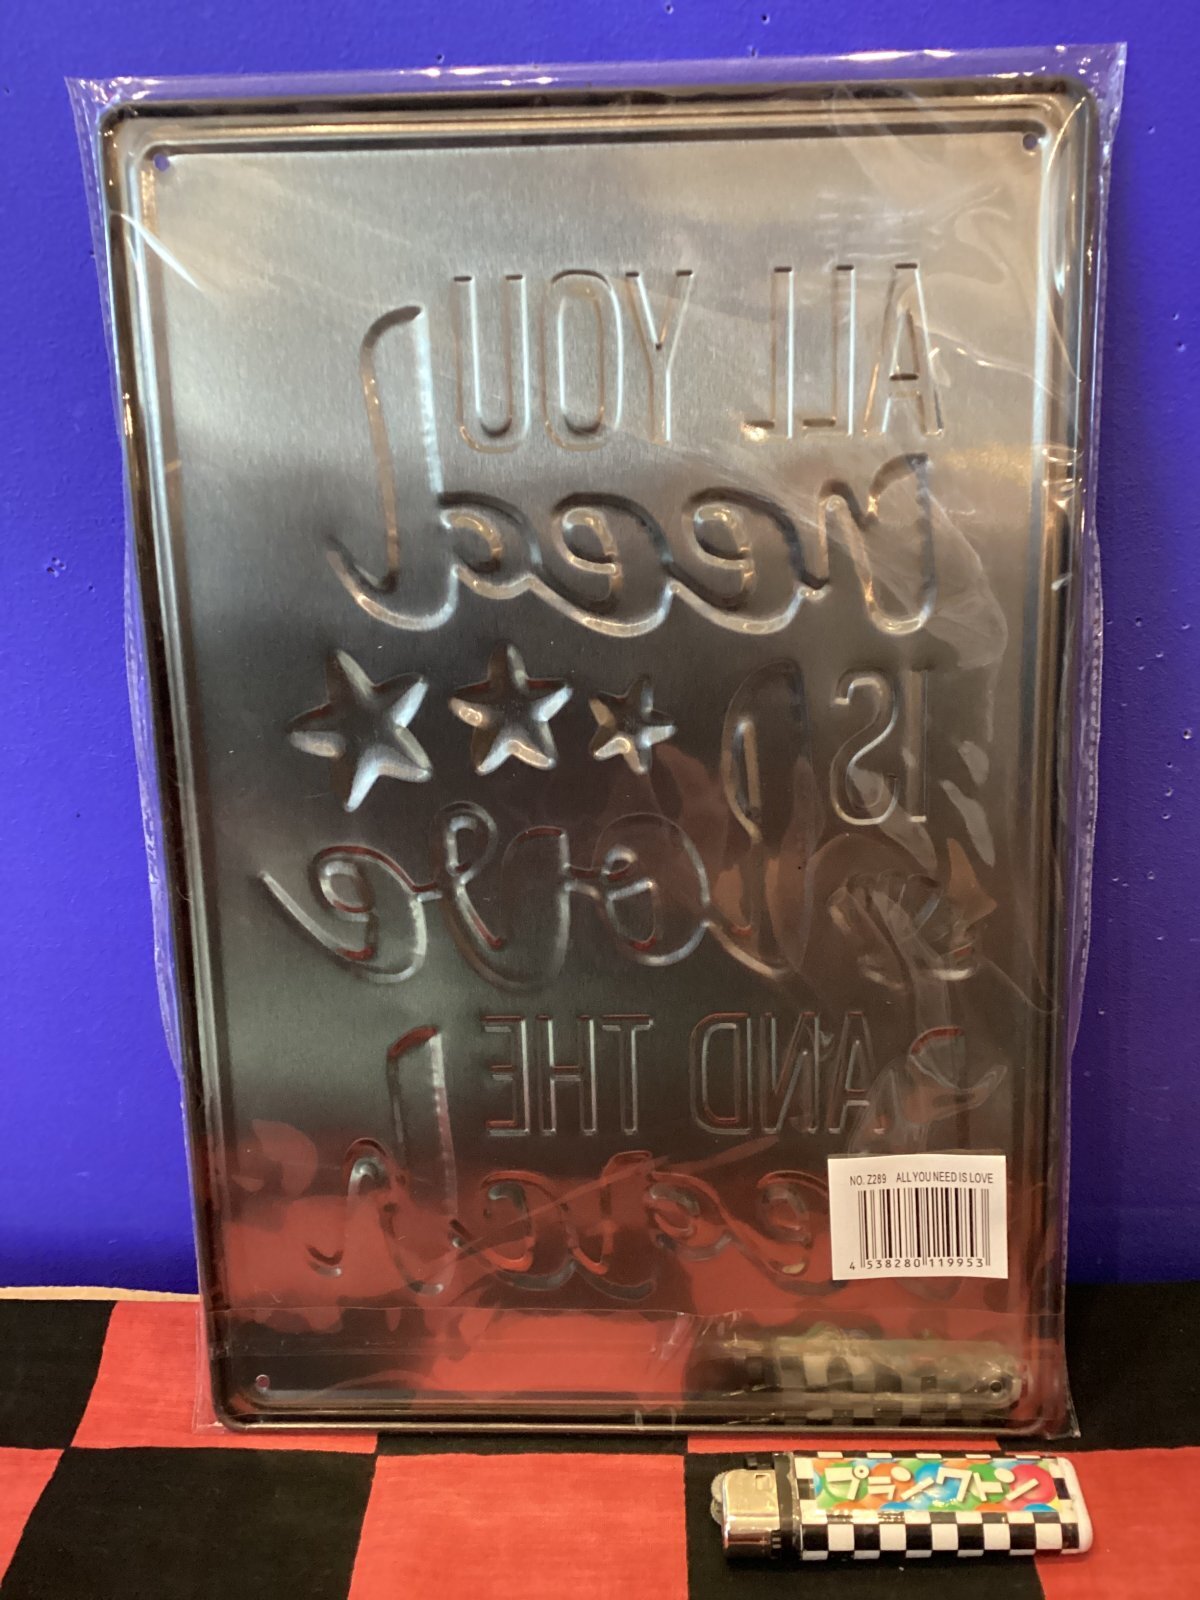 ALL YOU
need
IS
love
AND THE
NO. Z289 ALL YOU NEED IS LOVE
4 538280 119953
プランクトン